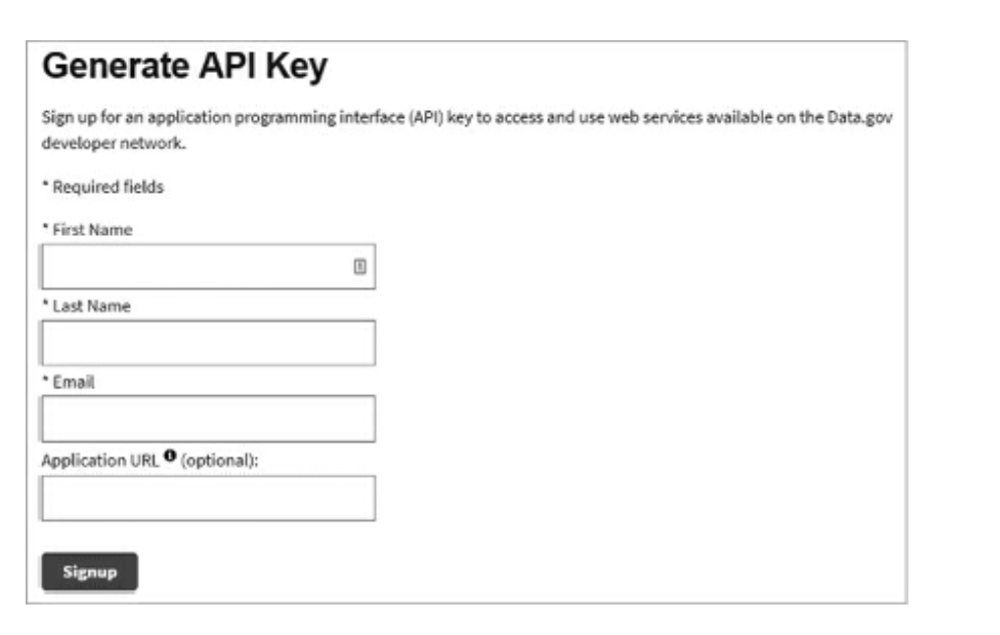 Generate API Key
Sign up for an application programming interface (API) key to access and use web services available on the Data.gov
developer network.
* Required fields
* First Name
* Last Name
* Email
Application URL (optional):
Signup